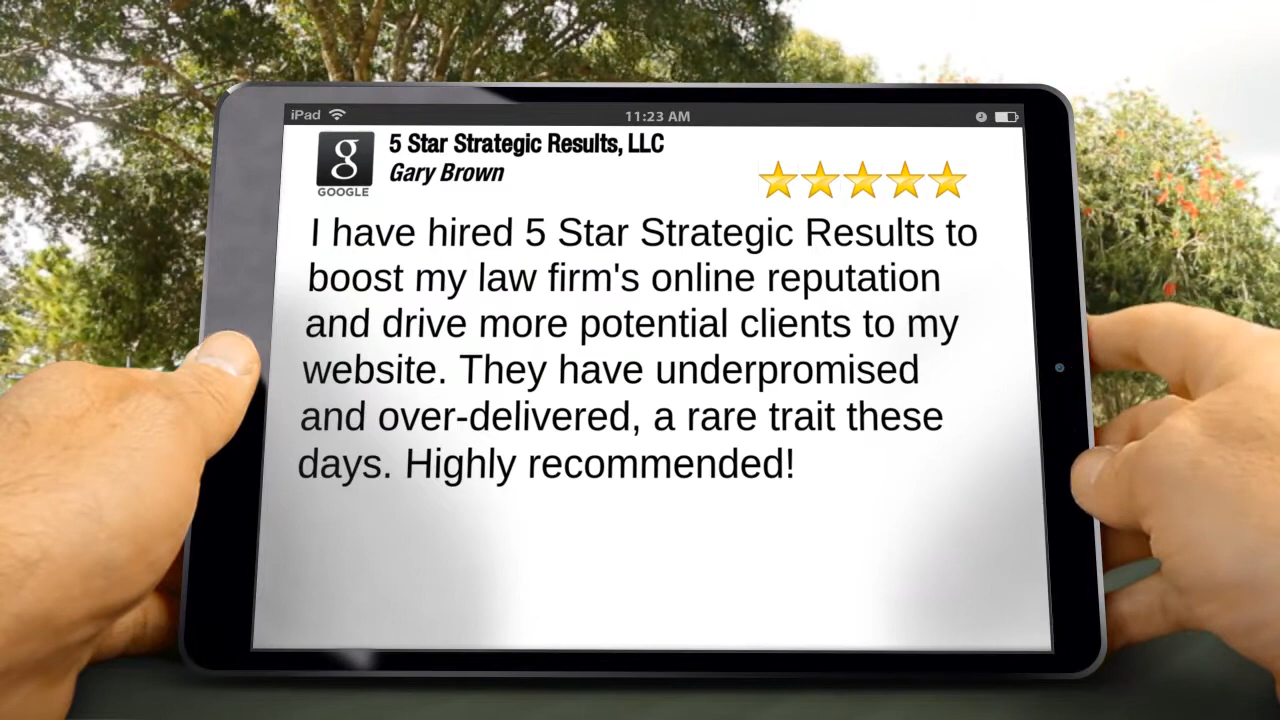 iPad 11:23 AM
g
GOOGLE
5 Star Strategic Results, LLC
Gary Brown
I have hired 5 Star Strategic Results to
boost my law firm's online reputation
and drive more potential clients to my
website. They have underpromised
and over-delivered, a rare trait these
days. Highly recommended!